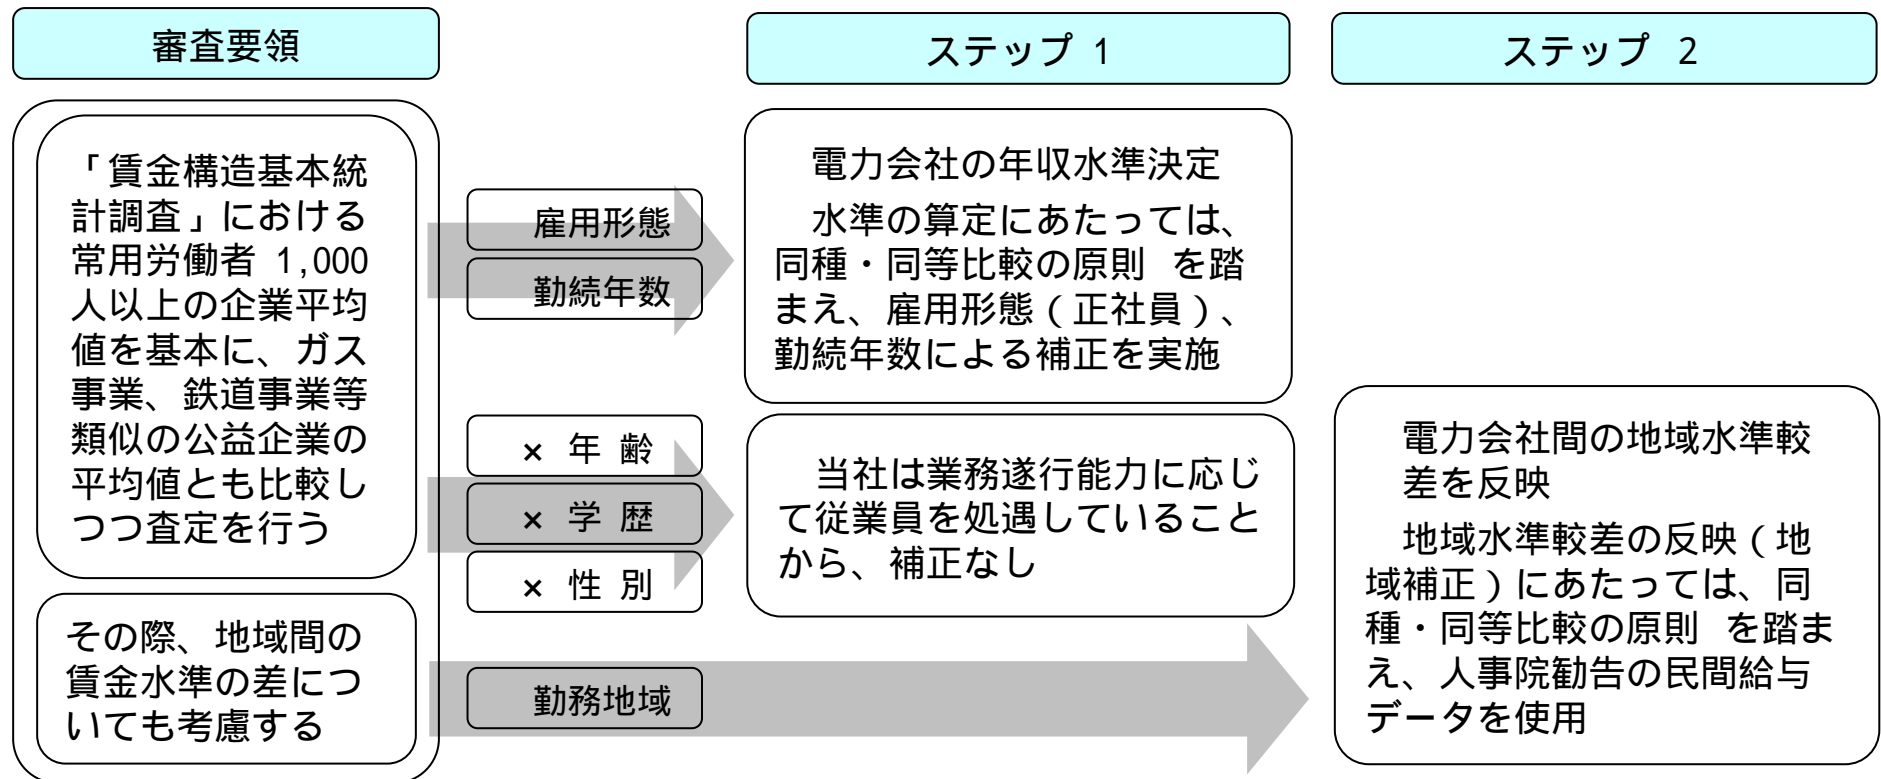 審査要領
「賃金構造基本統
計調査」における
常用労働者 1,000
人以上の企業平均
値を基本に、ガス
事業、鉄道事業等
類似の公益企業の
平均値とも比較し
つつ査定を行う
その際、地域間の
賃金水準の差につ
いても考慮する
雇用形態
勤続年数
× 年 齢
× 学 歴
× 性 別
勤務地域
ステップ 1
電力会社の年収水準決定
水準の算定にあたっては、
同種・同等比較の原則 を踏
まえ、雇用形態(正社員)、
勤続年数による補正を実施
当社は業務遂行能力に応じ
て従業員を処遇していること
から、補正なし
ステップ 2
電力会社間の地域水準較
差を反映
地域水準較差の反映(地
域補正)にあたっては、同
種・同等比較の原則 を踏ま
え、人事院勧告の民間給与
データを使用